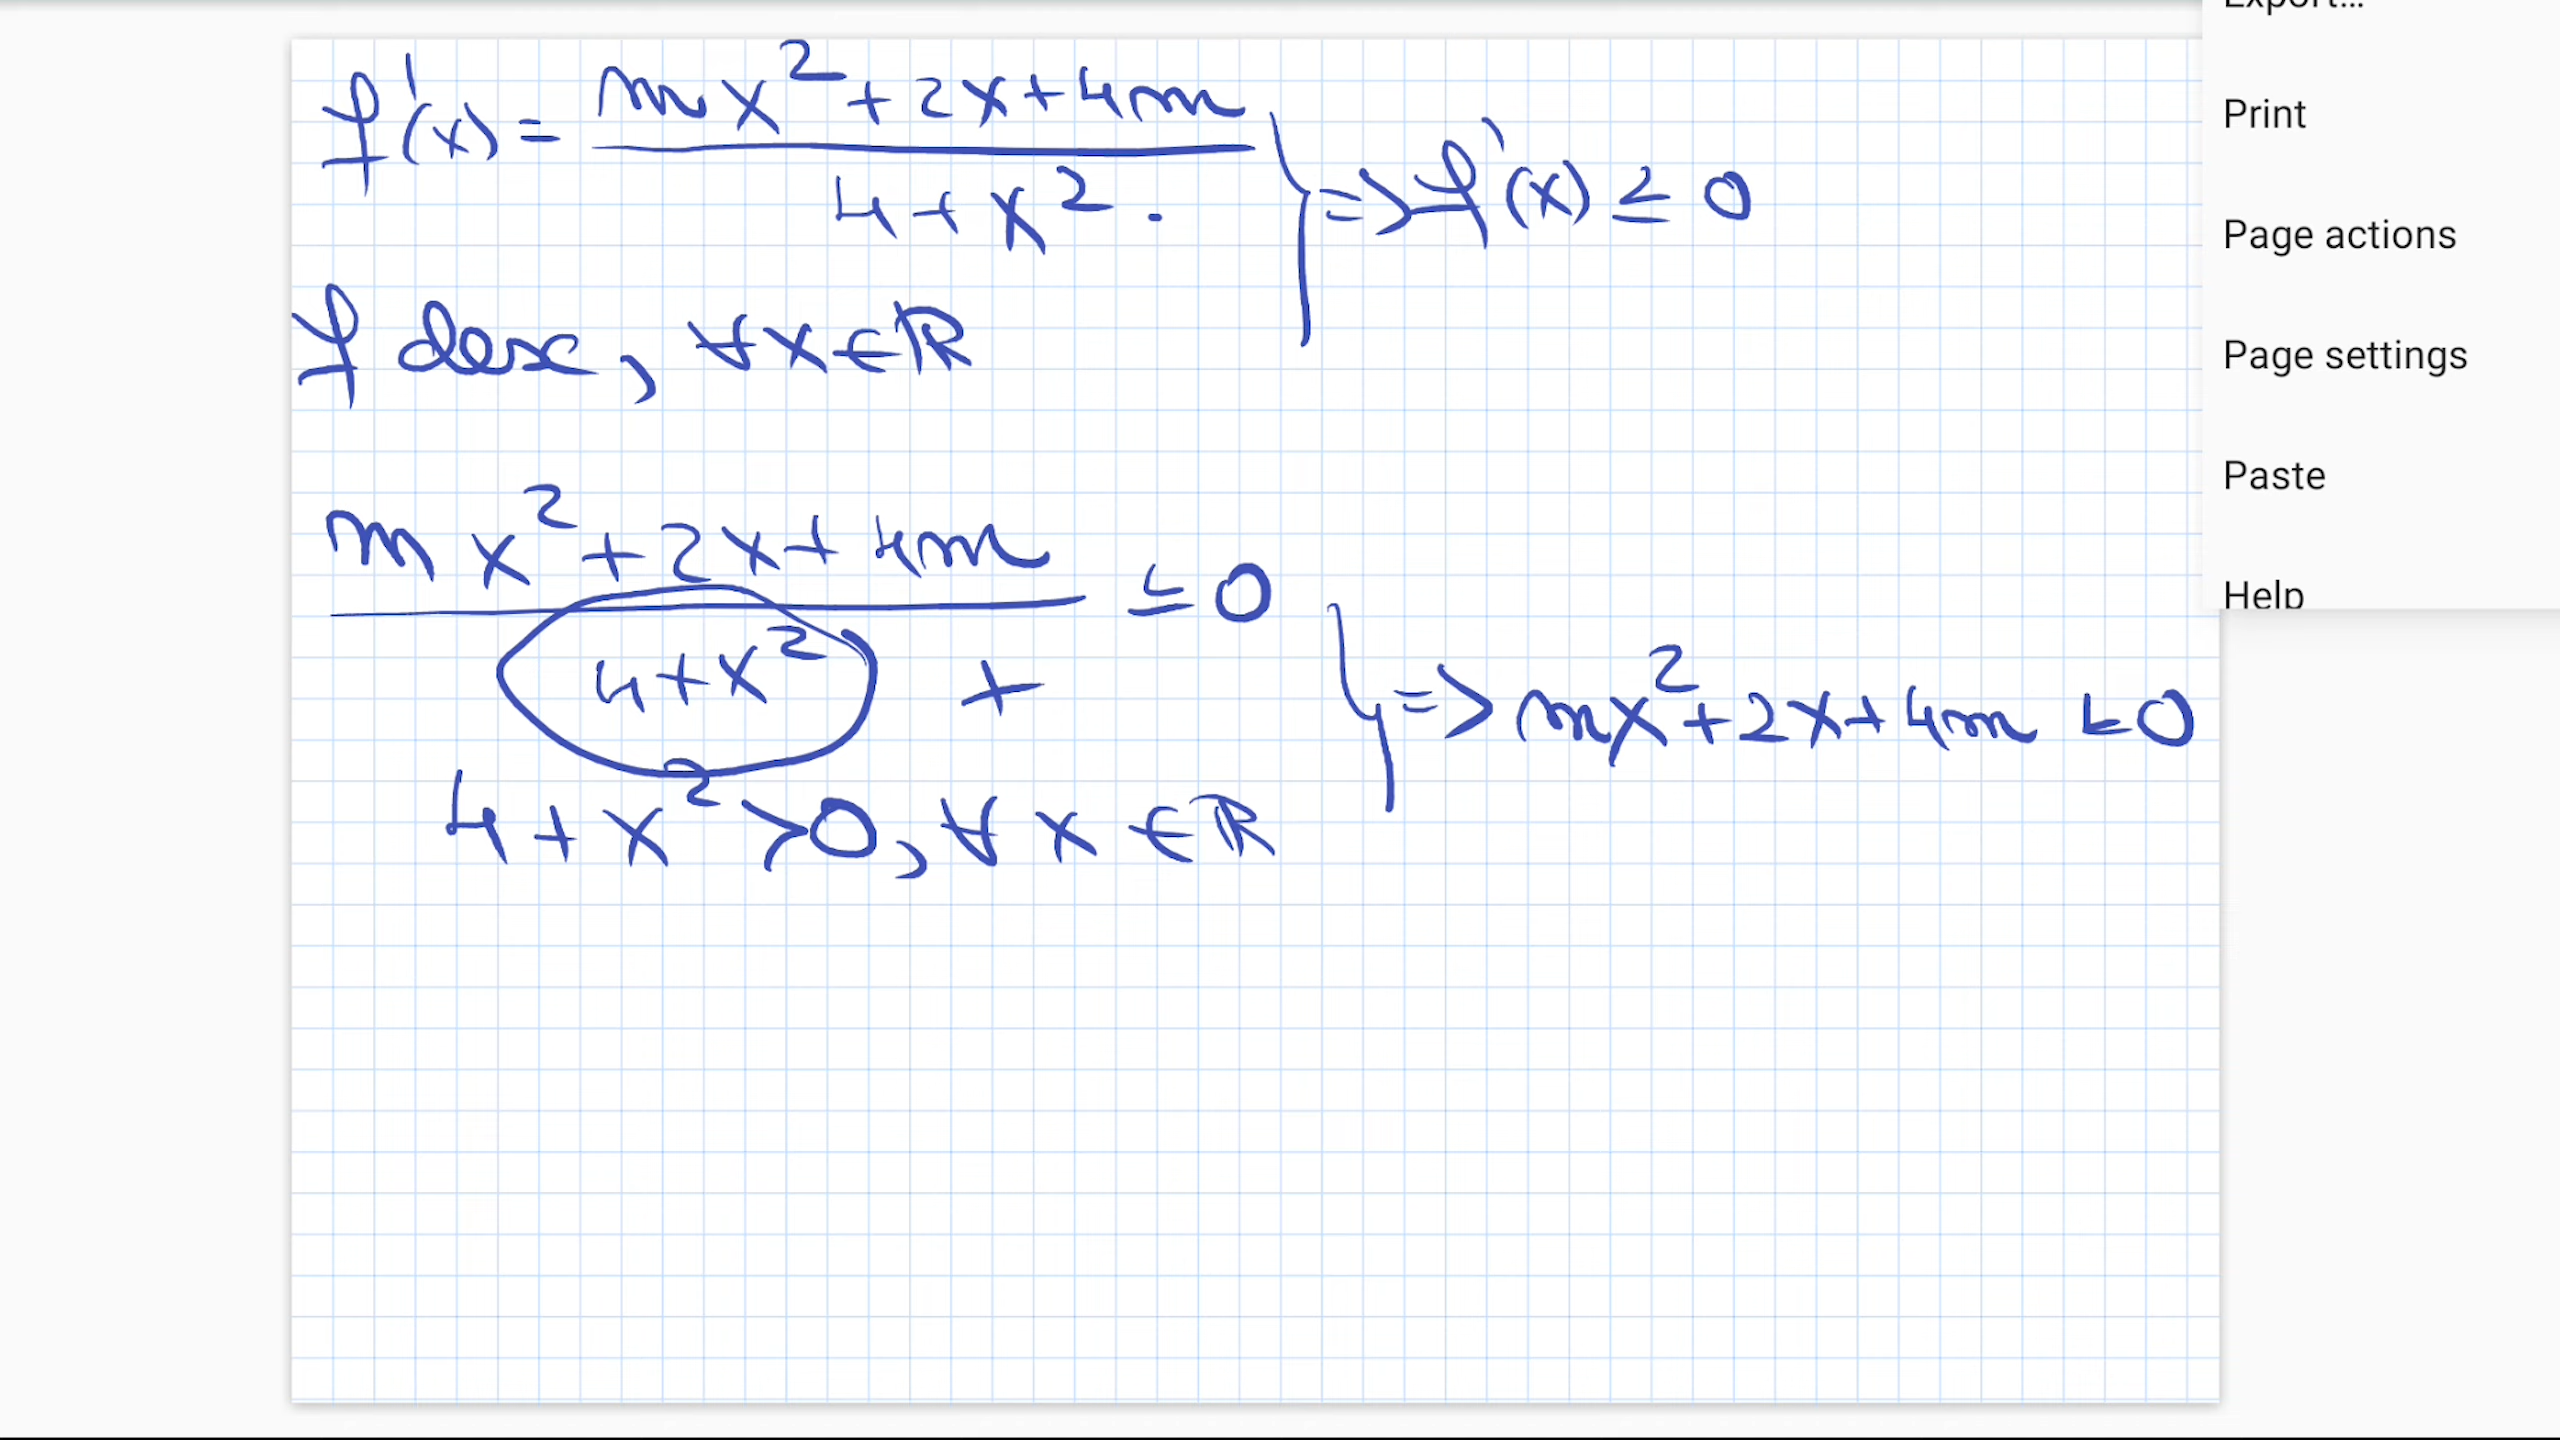 f'(x) = (mx² + 2x + 4m) / (4 + x²) . => f'(x) ≤ 0
f desc, ∀x∈ℝ
(mx² + 2x + 4m) / (4 + x²) ≤ 0
+
=> mx² + 2x + 4m ≤ 0
4 + x² > 0, ∀x∈ℝ
Export...
Print
Page actions
Page settings
Paste
Help